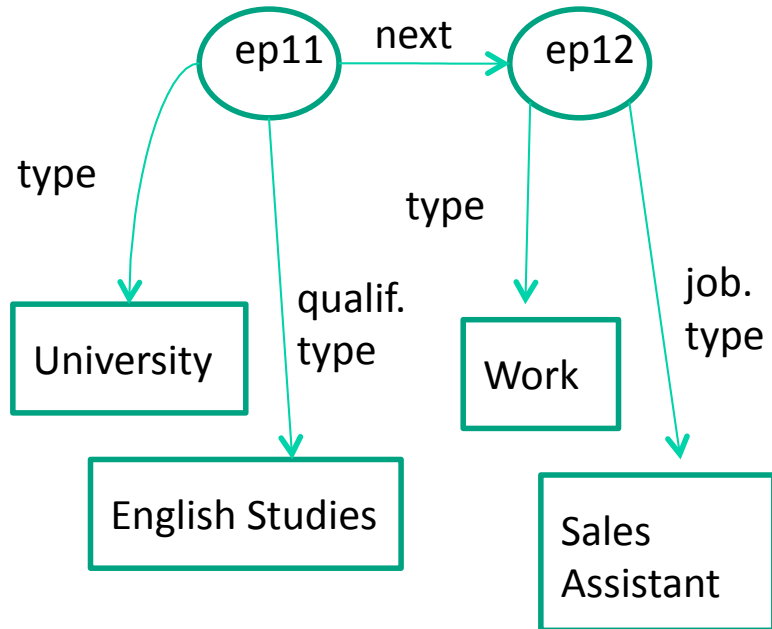 ep11
next
ep12
type
type
qualif.
type
job.
type
University
Work
English Studies
Sales
Assistant